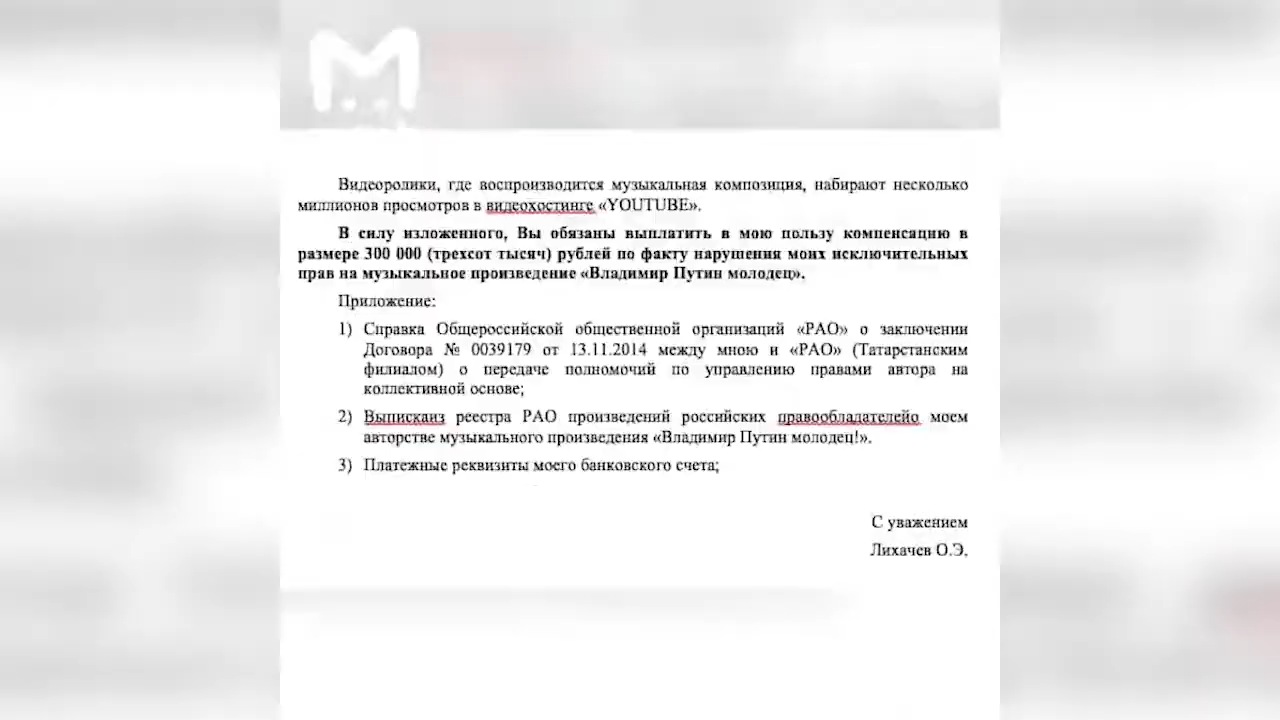 Видеоролики, где воспроизводится музыкальная композиция, набирают несколько
миллионов просмотров в видеохостинге «YOUTUBE».
В силу изложенного, Вы обязаны выплатить в мою пользу компенсацию в
размере 300 000 (трехсот тысяч) рублей по факту нарушения моих исключительных
прав на музыкальное произведение «Владимир Путин молодец».
Приложение:
1) Справка Общероссийской общественной организаций «РАО» о заключении
Договора № 0039179 от 13.11.2014 между мною и «РАО» (Татарстанским
филиалом) о передаче полномочий по управлению правами автора на
коллективной основе;
2) Выпискаиз реестра РАО произведений российских правообладателейо моем
авторстве музыкального произведения «Владимир Путин молодец!».
3) Платежные реквизиты моего банковского счета;
С уважением
Лихачев О.Э.